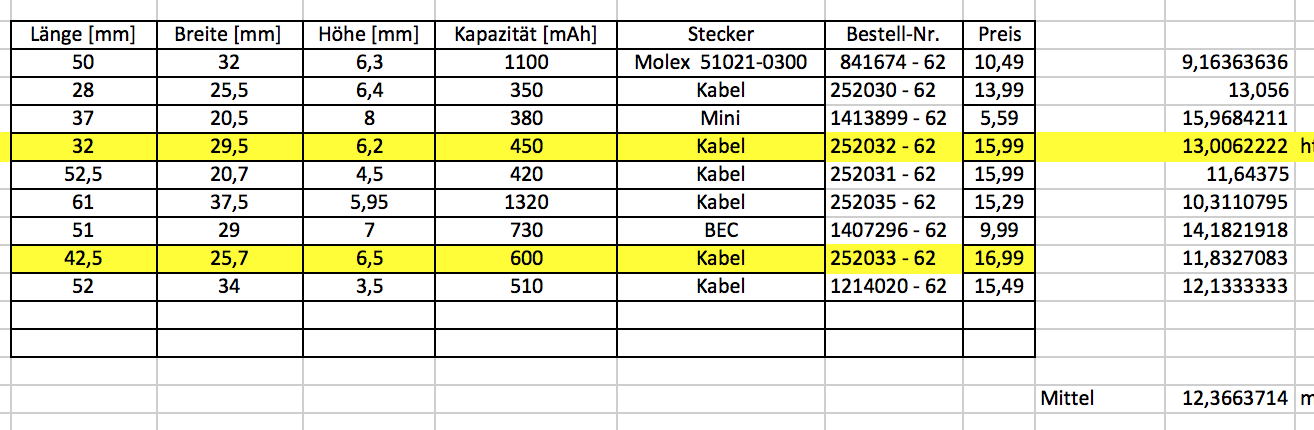 Länge [mm] Breite [mm] Höhe [mm] Kapazität [mAh] Stecker Bestell-Nr. Preis
50 32 6,3 1100 Molex 51021-0300 841674 - 62 10,49 9,16363636
28 25,5 6,4 350 Kabel 252030 - 62 13,99 13,056
37 20,5 8 380 Mini 1413899 - 62 5,59 15,9684211
32 29,5 6,2 450 Kabel 252032 - 62 15,99 13,0062222
52,5 20,7 4,5 420 Kabel 252031 - 62 15,99 11,64375
61 37,5 5,95 1320 Kabel 252035 - 62 15,29 10,3110795
51 29 7 730 BEC 1407296 - 62 9,99 14,1821918
42,5 25,7 6,5 600 Kabel 252033 - 62 16,99 11,8327083
52 34 3,5 510 Kabel 1214020 - 62 15,49 12,1333333
Mittel 12,3663714